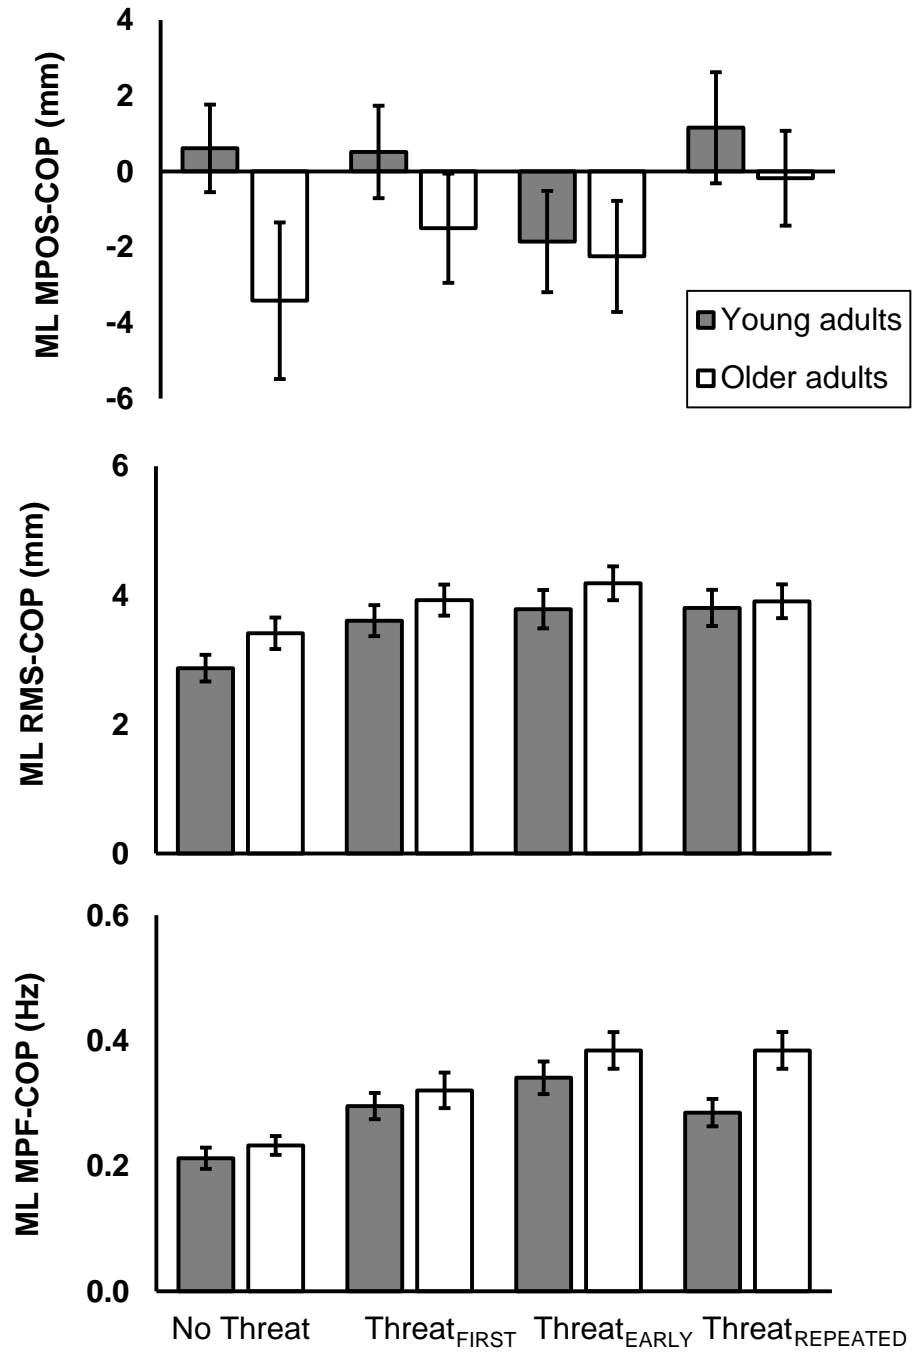 ML MPOS-COP (mm)
4
2
0
-2
-4
-6
Young adults
Older adults
ML RMS-COP (mm)
6
4
2
0
ML MPF-COP (Hz)
0.6
0.4
0.2
0.0
No Threat ThreatFIRST ThreatEARLY ThreatREPEATED